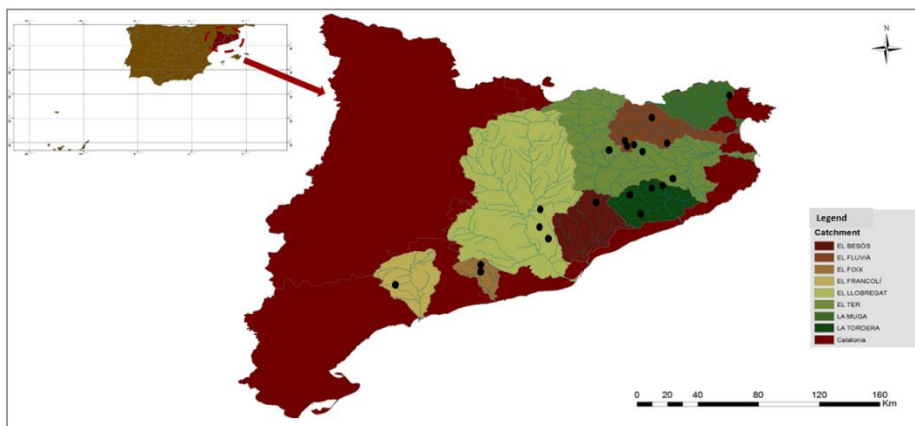 N
Legend
Catchment
EL BESÒS
EL FLUVIÀ
EL FOIX
EL FRANCOLÍ
EL LLOBREGAT
EL TER
LA MUGA
LA TORDERA
Catalonia
0 10 20 40 80 120 160
Km